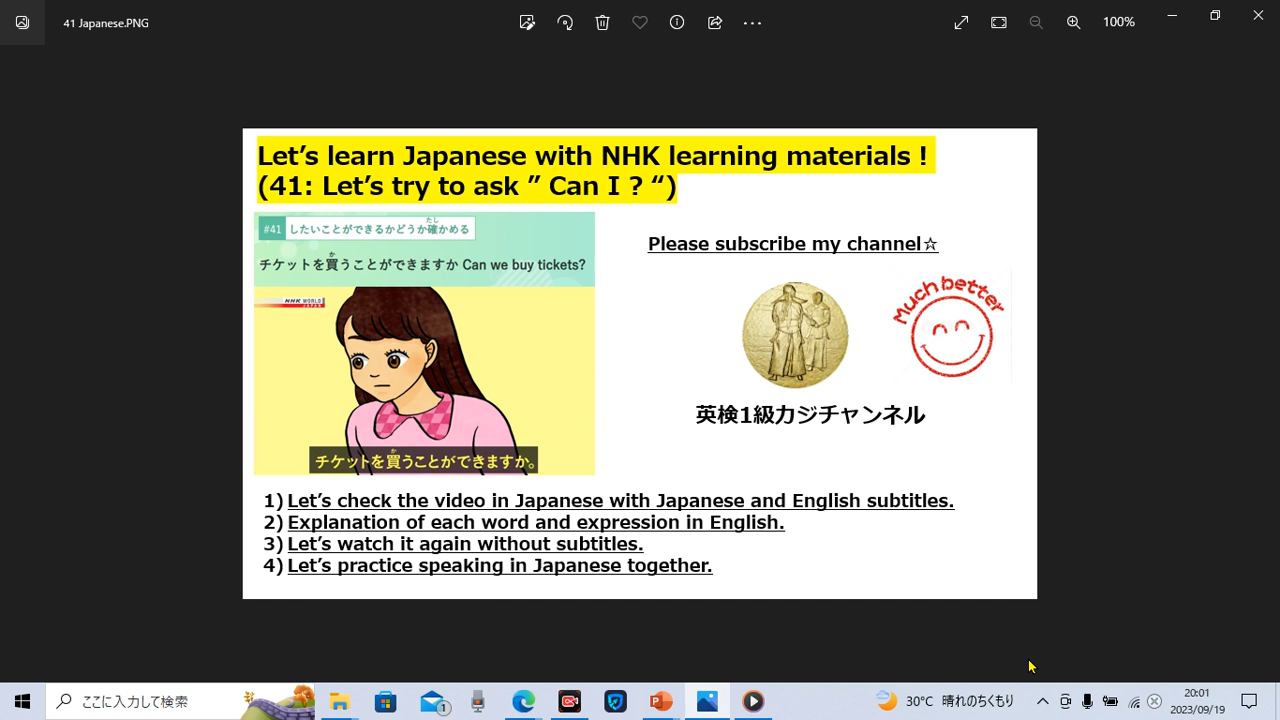 41 Japanese.PNG
100%
Let's learn Japanese with NHK learning materials !
(41: Let's try to ask ” Can I ? “)
#41 したいことができるかどうか確かめる
たし
チケットを買うことができますか Can we buy tickets?
か
NHK WORLD
JAPAN
チケットを買うことができますか。
か
Please subscribe my channel☆
Much better
英検1級カジチャンネル
1) Let's check the video in Japanese with Japanese and English subtitles.
2) Explanation of each word and expression in English.
3) Let's watch it again without subtitles.
4) Let's practice speaking in Japanese together.
ここに入力して検索
1
30°C 晴れのちくもり
20:01
2023/09/19